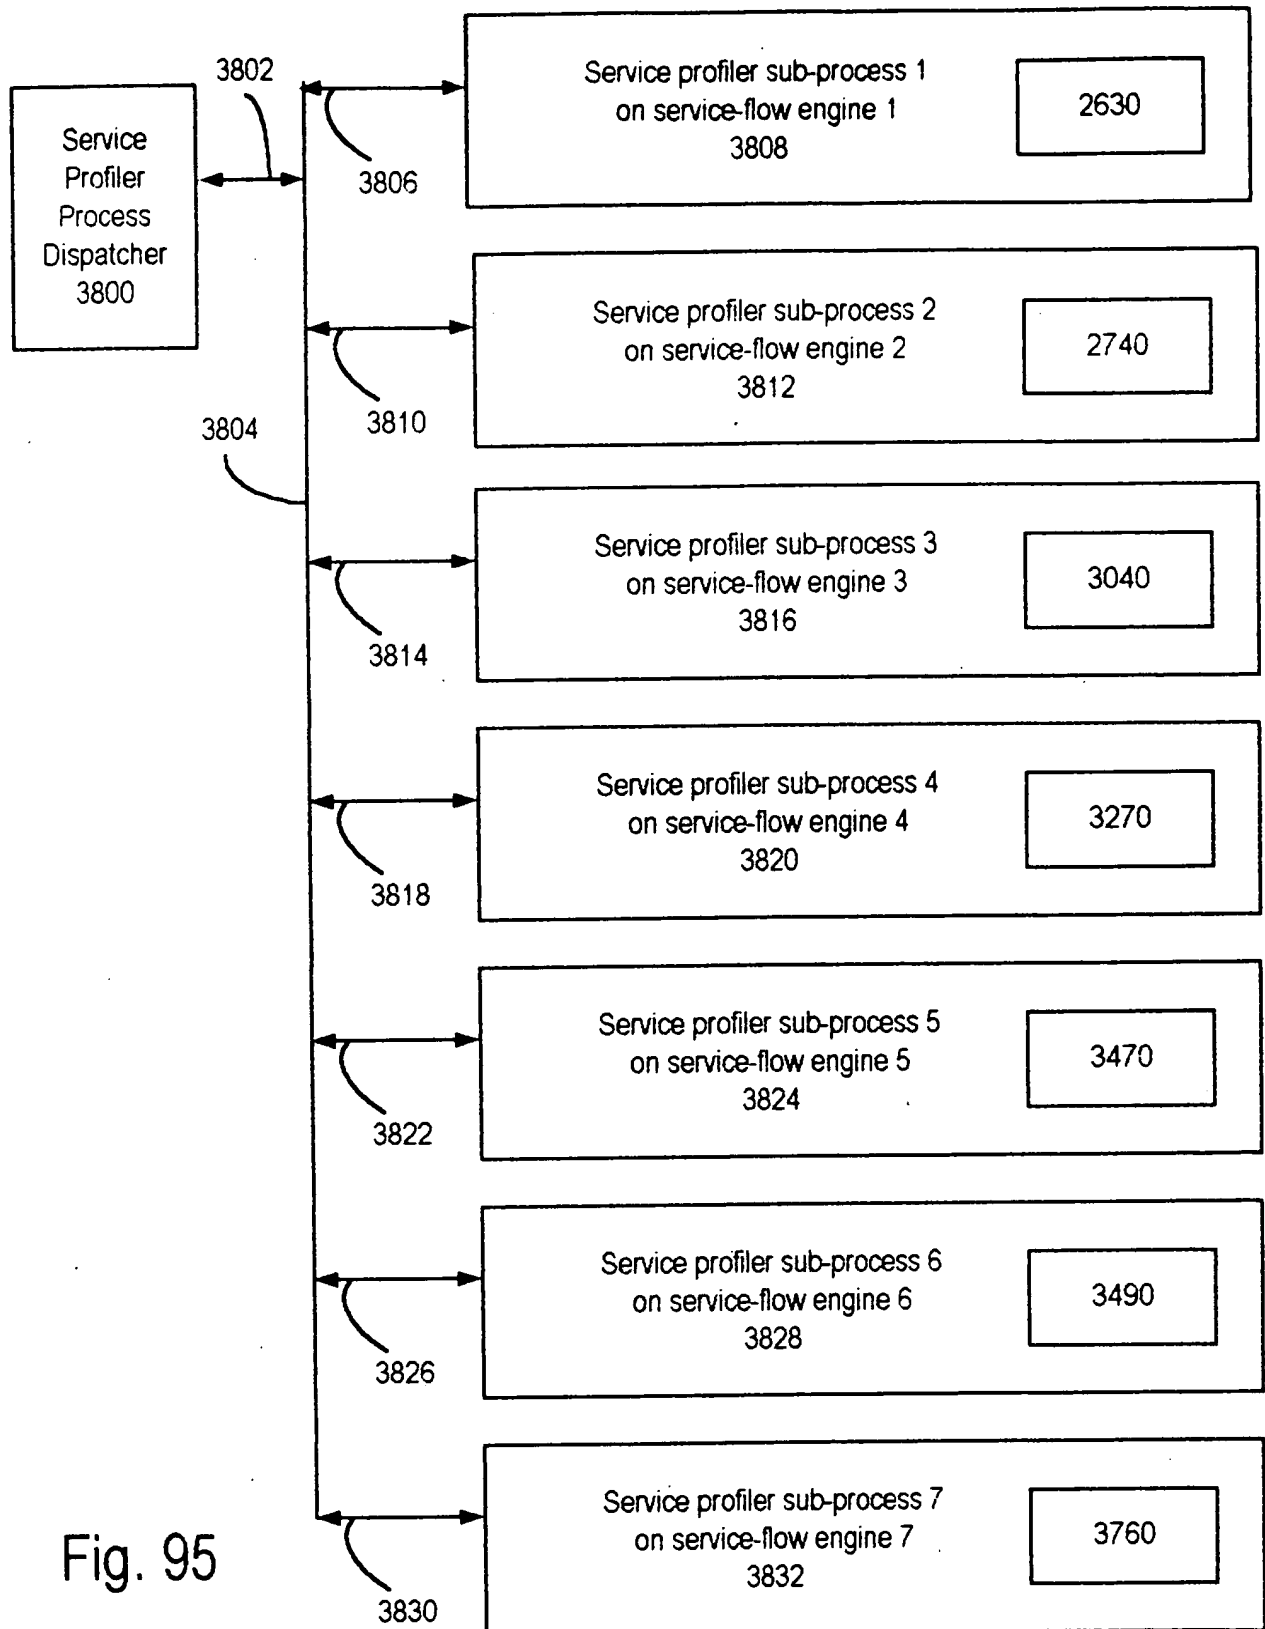 3802
Service
Profiler
Process
Dispatcher
3800
Service profiler sub-process 1
on service-flow engine 1
3808
2630
3806
Service profiler sub-process 2
on service-flow engine 2
3812
2740
3810
3804
Service profiler sub-process 3
on service-flow engine 3
3816
3040
3814
Service profiler sub-process 4
on service-flow engine 4
3820
3270
3818
Service profiler sub-process 5
on service-flow engine 5
3824
3470
3822
Service profiler sub-process 6
on service-flow engine 6
3828
3490
3826
Service profiler sub-process 7
on service-flow engine 7
3832
3760
3830
Fig. 95